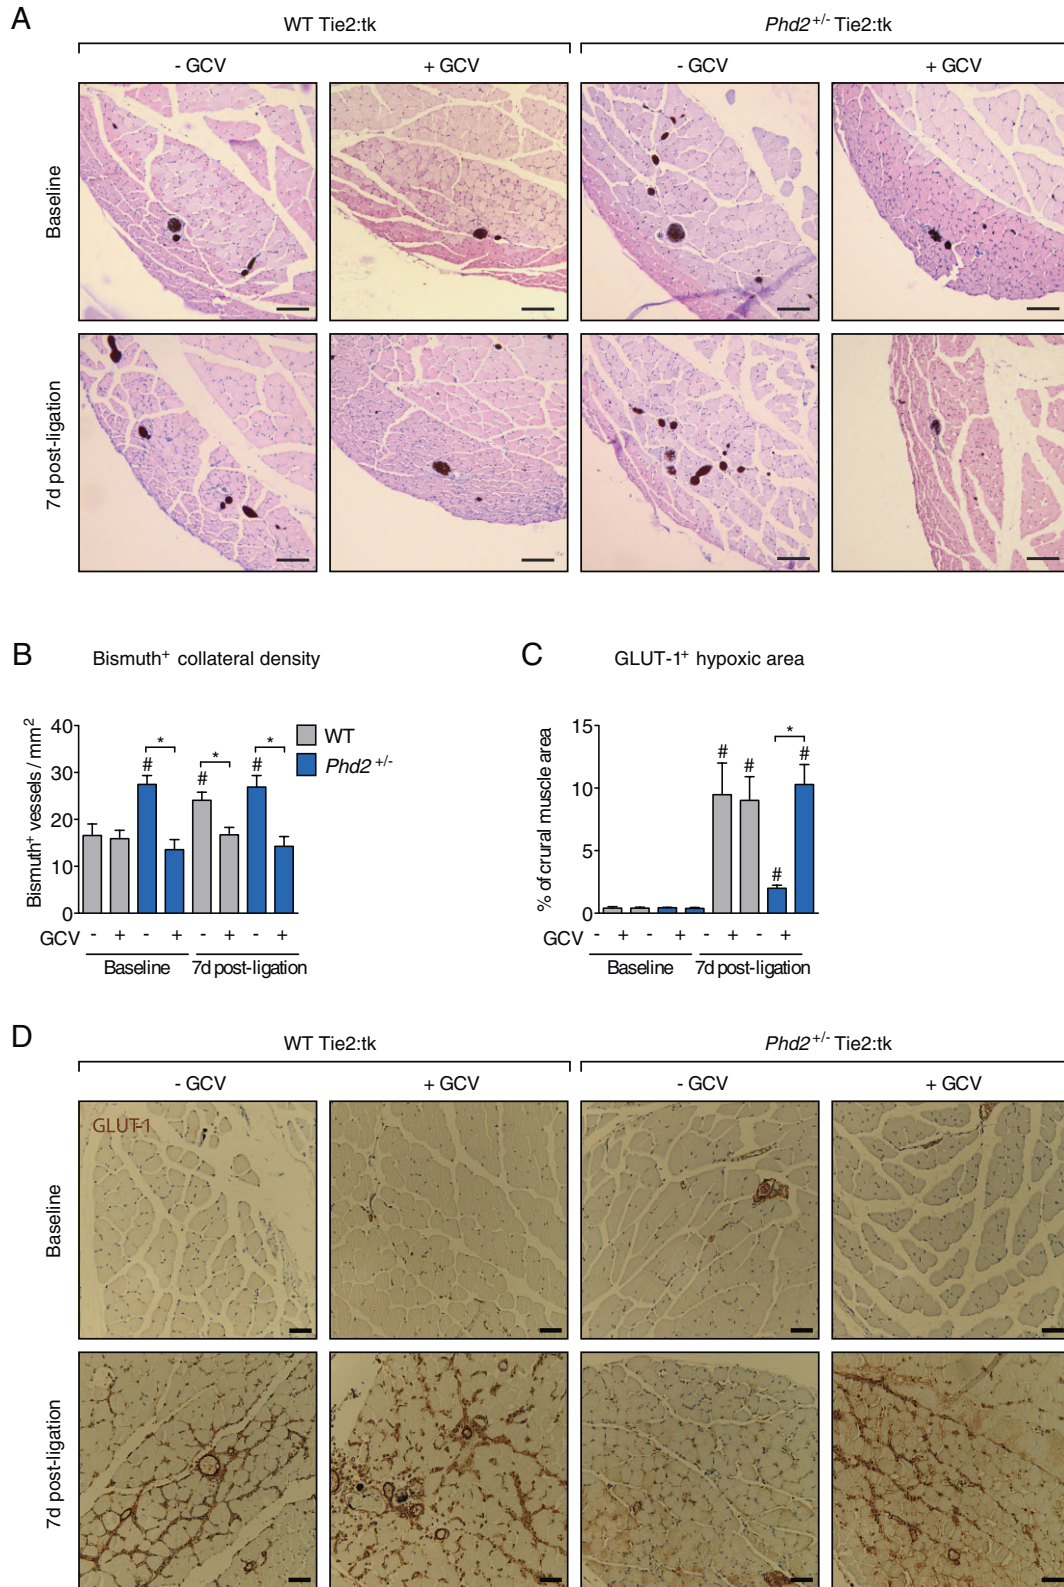 A
WT Tie2:tk
Phd2+/- Tie2:tk
- GCV
+ GCV
- GCV
+ GCV
Baseline
7d post-ligation
B
Bismuth+ collateral density
Bismuth+ vessels / mm2
40
30
20
10
0
#
*
#
*
#
*
WT
Phd2 +/-
GCV
- + - + - + - +
Baseline
7d post-ligation
C
GLUT-1+ hypoxic area
% of crural muscle area
15
10
5
0
#
#
#
*
#
GCV
- + - + - + - +
Baseline
7d post-ligation
D
WT Tie2:tk
Phd2+/- Tie2:tk
- GCV
+ GCV
- GCV
+ GCV
GLUT-1
Baseline
7d post-ligation